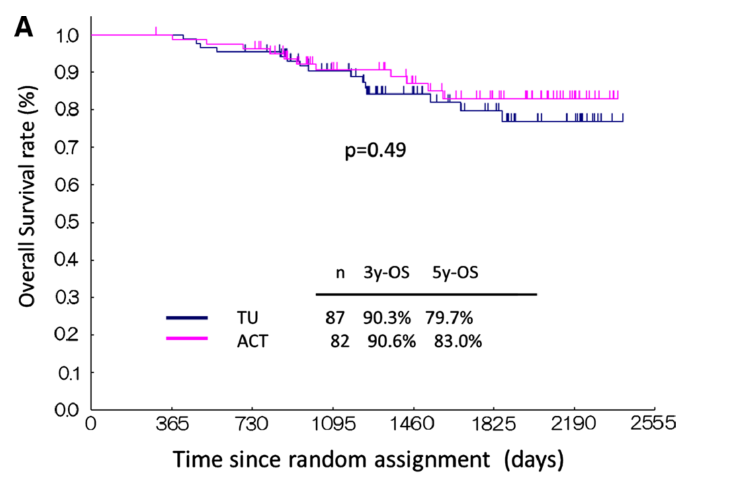 A
Overall Survival rate (%)
1.0
0.9
0.8
0.7
0.6
0.5
0.4
0.3
0.2
0.1
0.0
p=0.49
n 3y-OS 5y-OS
TU 87 90.3% 79.7%
ACT 82 90.6% 83.0%
0 365 730 1095 1460 1825 2190 2555
Time since random assignment (days)